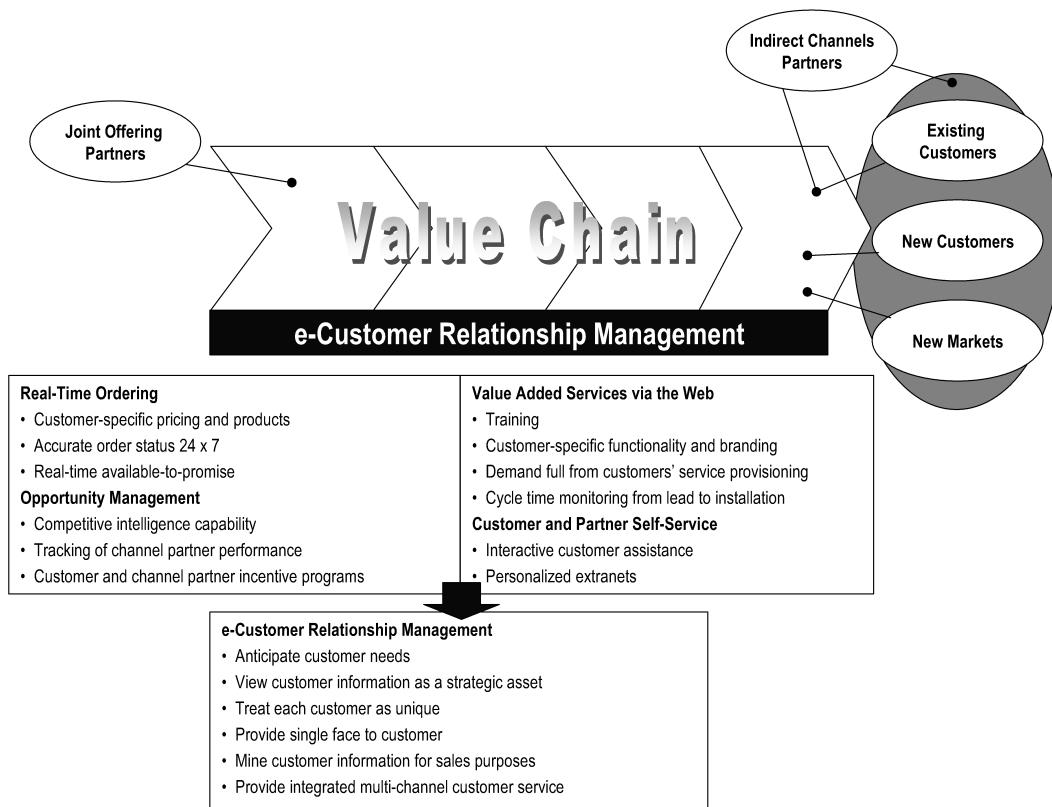 Indirect Channels
Partners
Joint Offering
Partners
Existing
Customers
Value Chain
New Customers
e-Customer Relationship Management
New Markets
Real-Time Ordering
• Customer-specific pricing and products
• Accurate order status 24 x 7
• Real-time available-to-promise
Opportunity Management
• Competitive intelligence capability
• Tracking of channel partner performance
• Customer and channel partner incentive programs
Value Added Services via the Web
• Training
• Customer-specific functionality and branding
• Demand full from customers’ service provisioning
• Cycle time monitoring from lead to installation
Customer and Partner Self-Service
• Interactive customer assistance
• Personalized extranets
e-Customer Relationship Management
• Anticipate customer needs
• View customer information as a strategic asset
• Treat each customer as unique
• Provide single face to customer
• Mine customer information for sales purposes
• Provide integrated multi-channel customer service